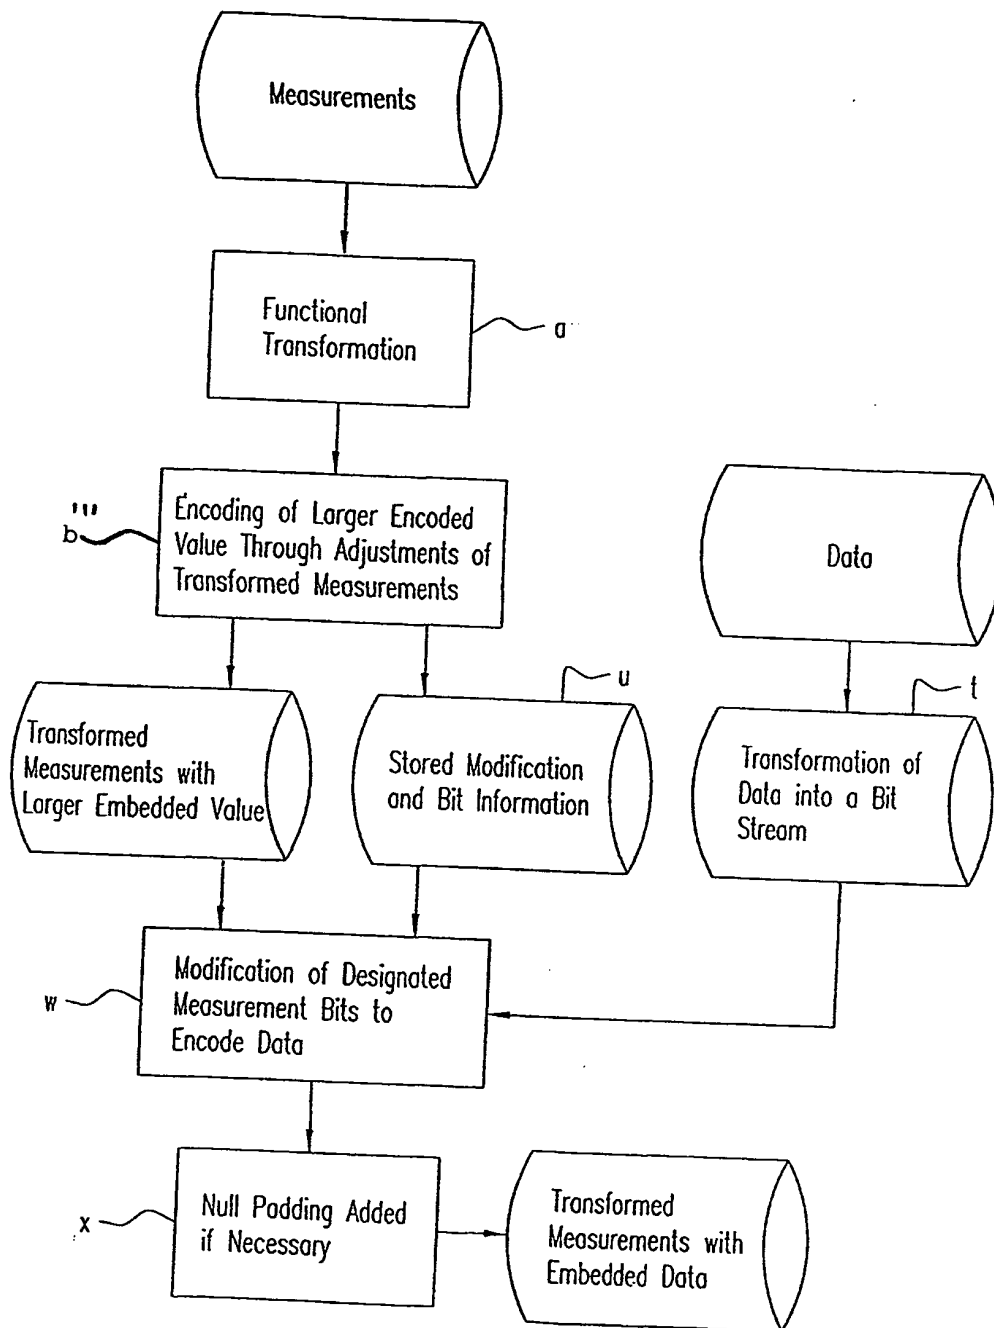 Measurements
Functional
Transformation
a
b'''
Encoding of Larger Encoded
Value Through Adjustments of
Transformed Measurements
Data
u
t
Transformed
Measurements with
Larger Embedded Value
Stored Modification
and Bit Information
Transformation of
Data into a Bit
Stream
w
Modification of Designated
Measurement Bits to
Encode Data
x
Null Padding Added
if Necessary
Transformed
Measurements with
Embedded Data